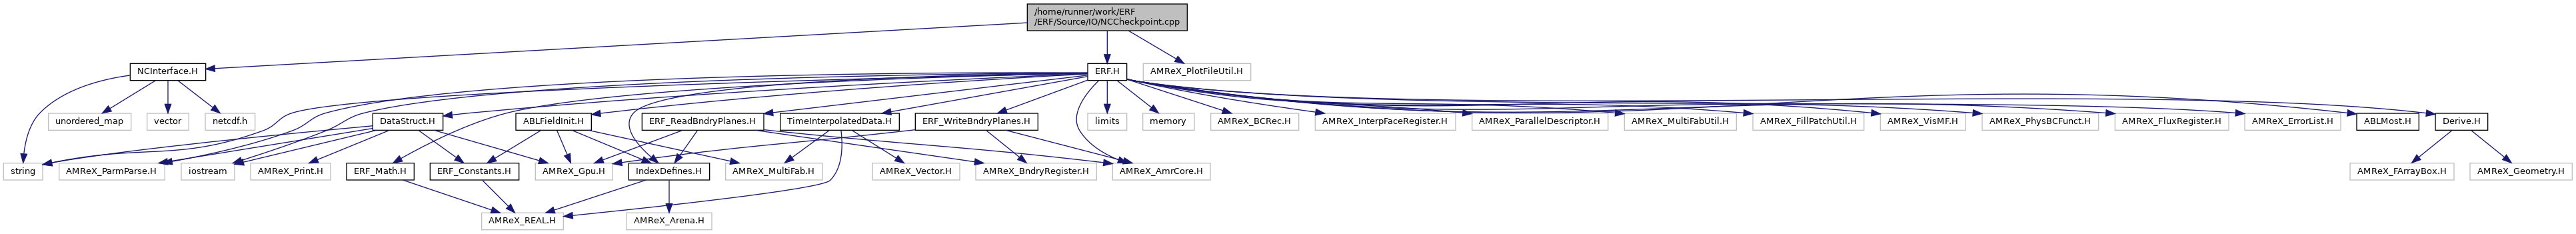 /home/runner/work/ERF
/ERF/Source/IO/NCCheckpoint.cpp
NCInterface.H
ERF.H
AMReX_PlotFileUtil.H
unordered_map
vector
netcdf.h
DataStruct.H
ABLFieldInit.H
ERF_ReadBndryPlanes.H
TimeInterpolatedData.H
ERF_WriteBndryPlanes.H
limits
memory
AMReX_BCRec.H
AMReX_InterpFaceRegister.H
AMReX_ParallelDescriptor.H
AMReX_MultiFabUtil.H
AMReX_FillPatchUtil.H
AMReX_VisMF.H
AMReX_PhysBCFunct.H
AMReX_FluxRegister.H
AMReX_ErrorList.H
ABLMost.H
Derive.H
string
AMReX_ParmParse.H
iostream
AMReX_Print.H
ERF_Math.H
ERF_Constants.H
AMReX_Gpu.H
IndexDefines.H
AMReX_MultiFab.H
AMReX_Vector.H
AMReX_BndryRegister.H
AMReX_AmrCore.H
AMReX_FArrayBox.H
AMReX_Geometry.H
AMReX_REAL.H
AMReX_Arena.H